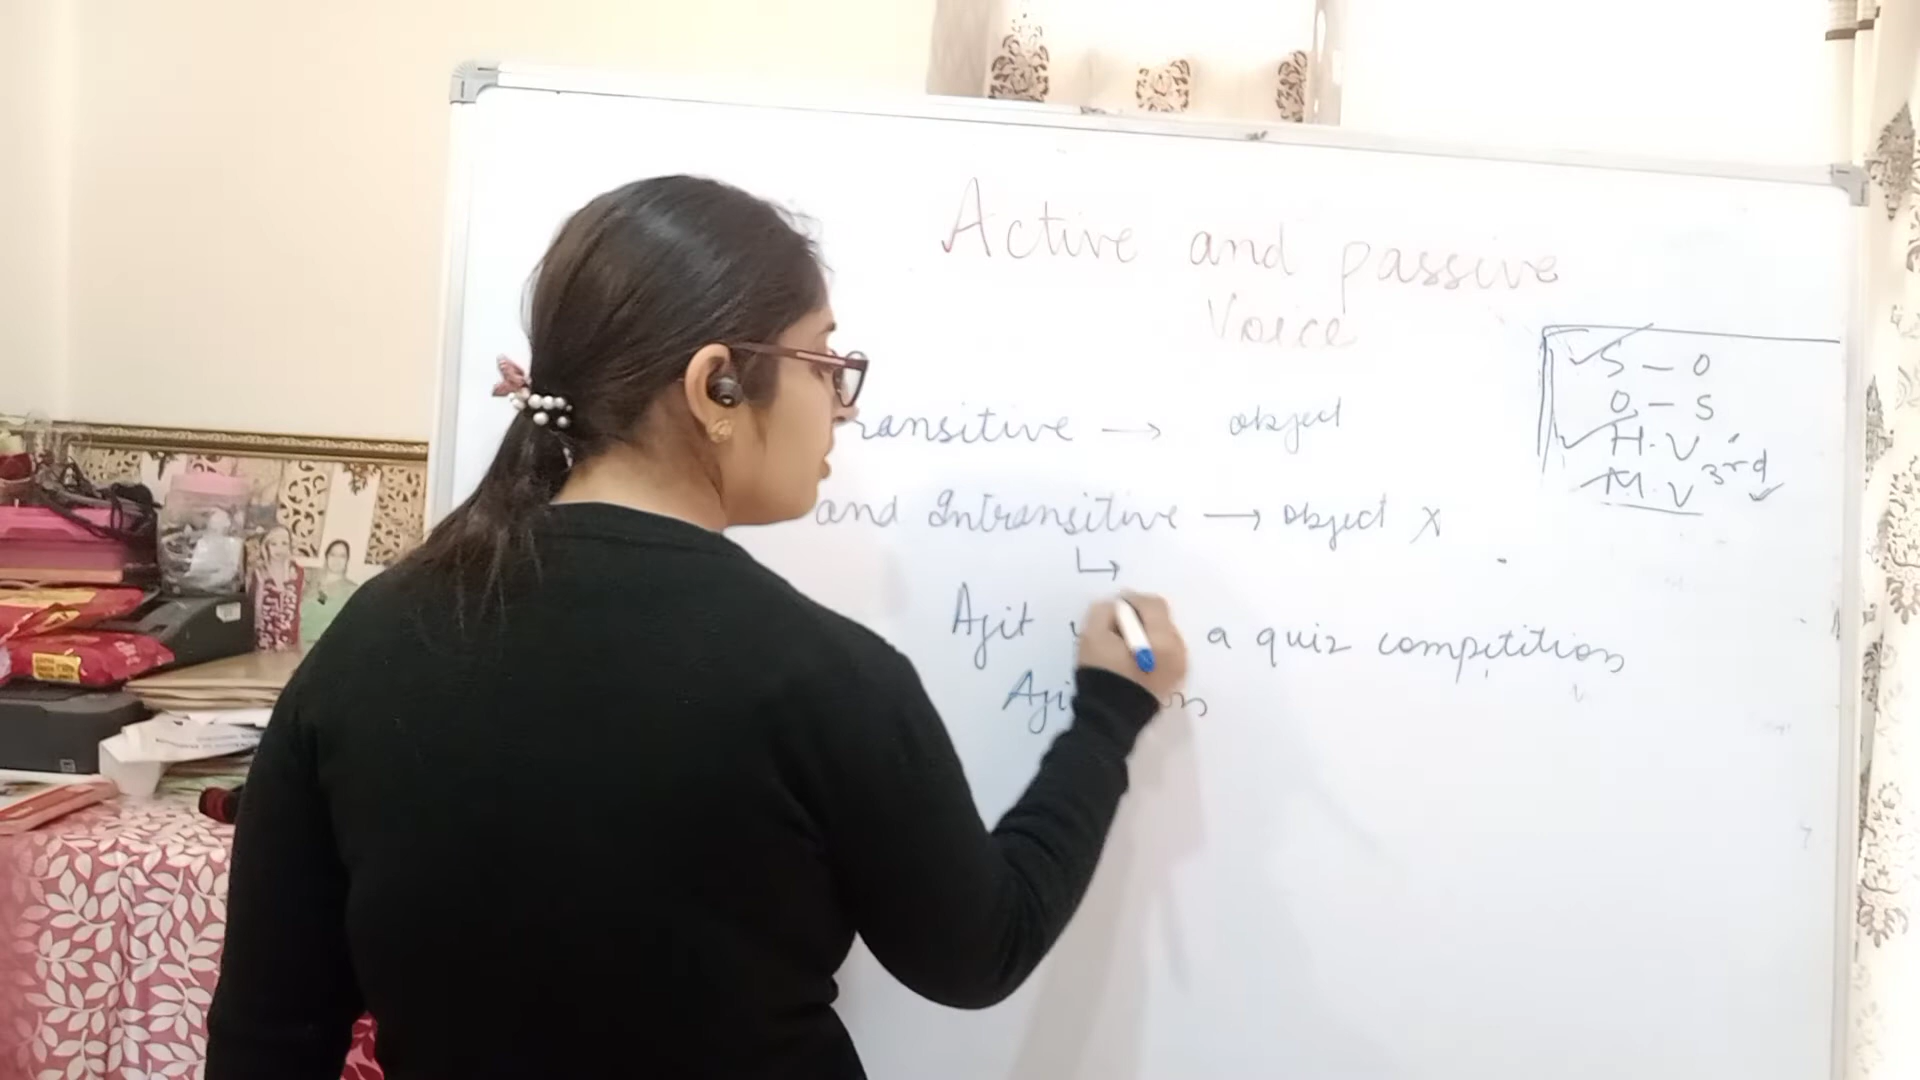 Active and passive
Voice
S – O
O – S
H.V
M.V 3rd
ransitive → object
and Intransitive → object X
Ajit a quiz competition